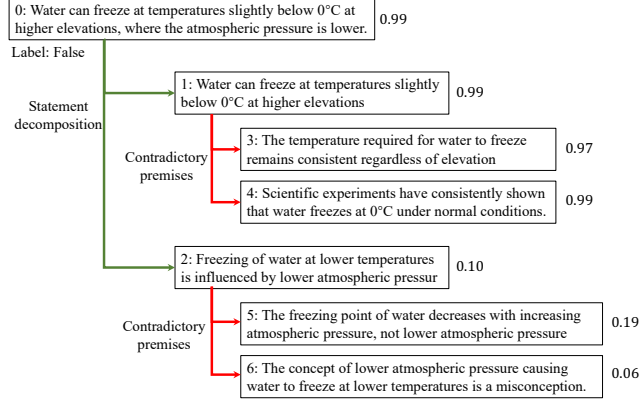 0: Water can freeze at temperatures slightly below 0°C at
higher elevations, where the atmospheric pressure is lower.
0.99
Label: False
Statement
decomposition
1: Water can freeze at temperatures slightly
below 0°C at higher elevations
0.99
Contradictory
premises
3: The temperature required for water to freeze
remains consistent regardless of elevation
0.97
4: Scientific experiments have consistently shown
that water freezes at 0°C under normal conditions.
0.99
2: Freezing of water at lower temperatures
is influenced by lower atmospheric pressur
0.10
Contradictory
premises
5: The freezing point of water decreases with increasing
atmospheric pressure, not lower atmospheric pressure
0.19
6: The concept of lower atmospheric pressure causing
water to freeze at lower temperatures is a misconception.
0.06